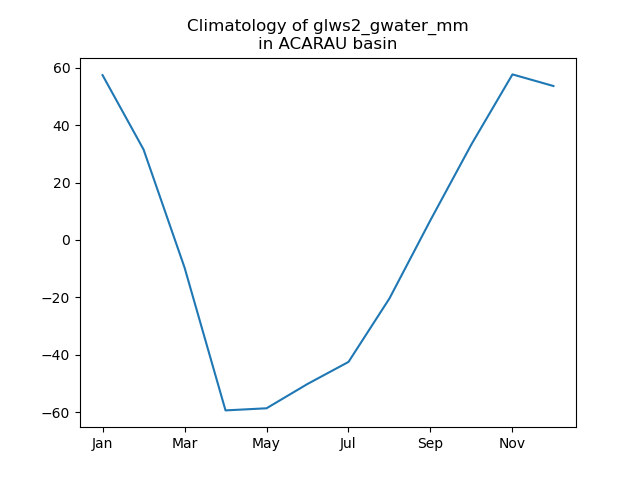 Climatology of glws2_gwater_mm
in ACARAU basin
60
40
20
0
−20
−40
−60
Jan
Mar
May
Jul
Sep
Nov